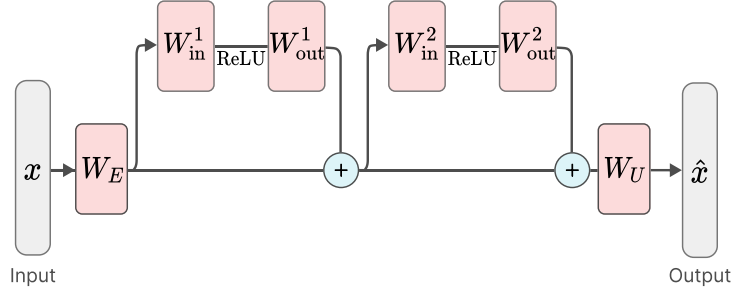 W_in^1
ReLU
W_out^1
W_in^2
ReLU
W_out^2
x
W_E
+
+
W_U
x̂
Input
Output